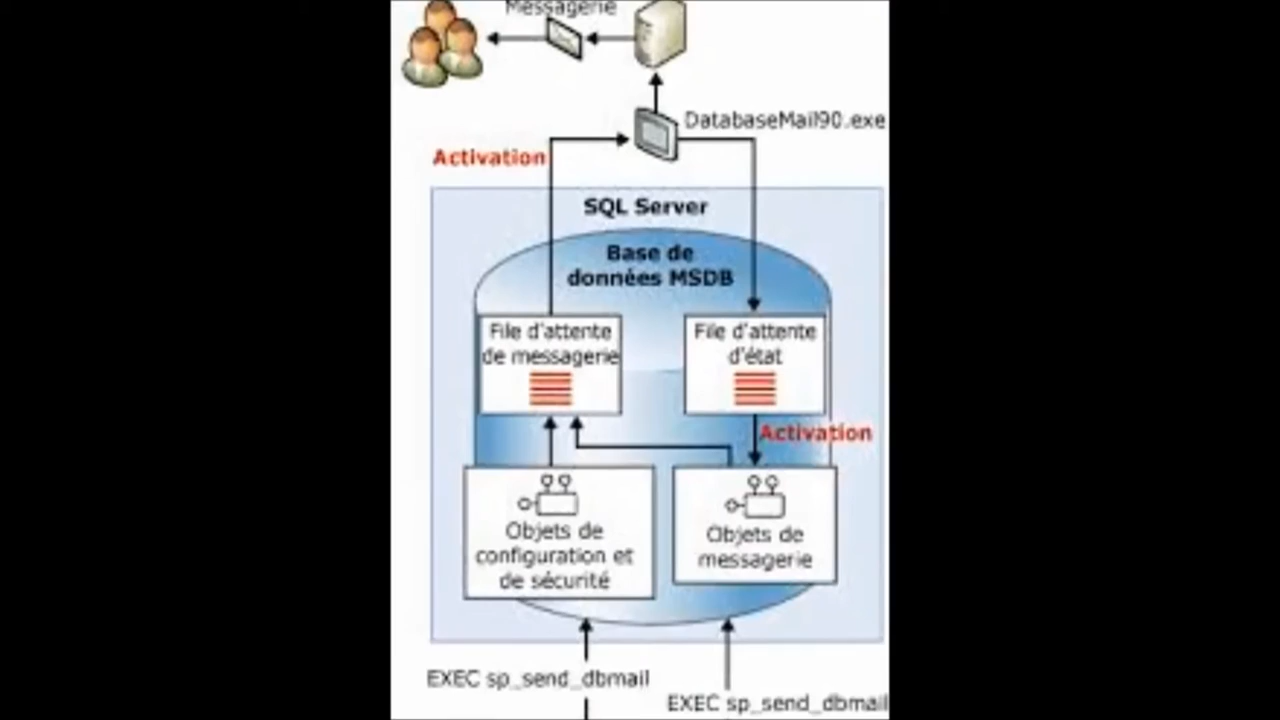 Messagerie
DatabaseMail90.exe
Activation
SQL Server
Base de
données MSDB
File d'attente
de messagerie
File d'attente
d'état
Activation
Objets de
configuration et
de sécurité
Objets de
messagerie
EXEC sp_send_dbmail
EXEC sp_send_dbmail